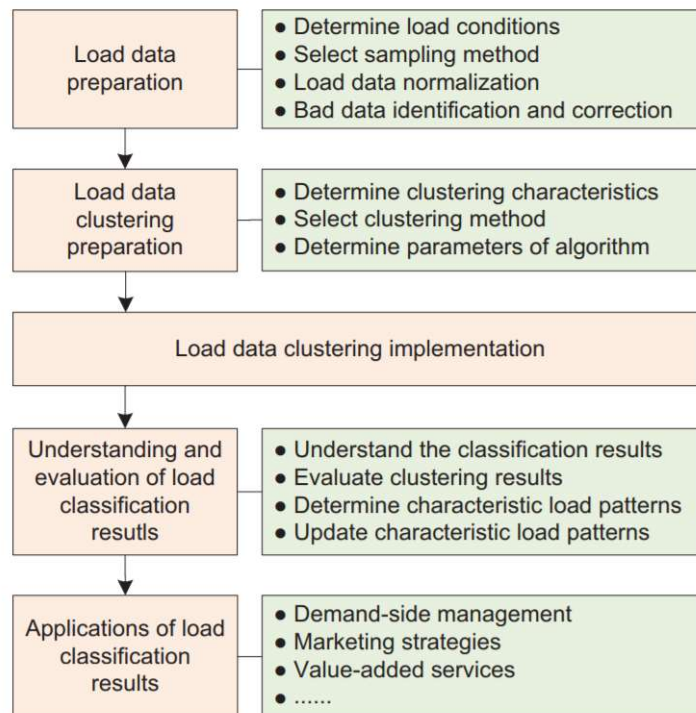 Load data
preparation
● Determine load conditions
● Select sampling method
● Load data normalization
● Bad data identification and correction
Load data
clustering
preparation
● Determine clustering characteristics
● Select clustering method
● Determine parameters of algorithm
Load data clustering implementation
Understanding and
evaluation of load
classification
resutls
● Understand the classification results
● Evaluate clustering results
● Determine characteristic load patterns
● Update characteristic load patterns
Applications of load
classification
results
● Demand-side management
● Marketing strategies
● Value-added services
● ......